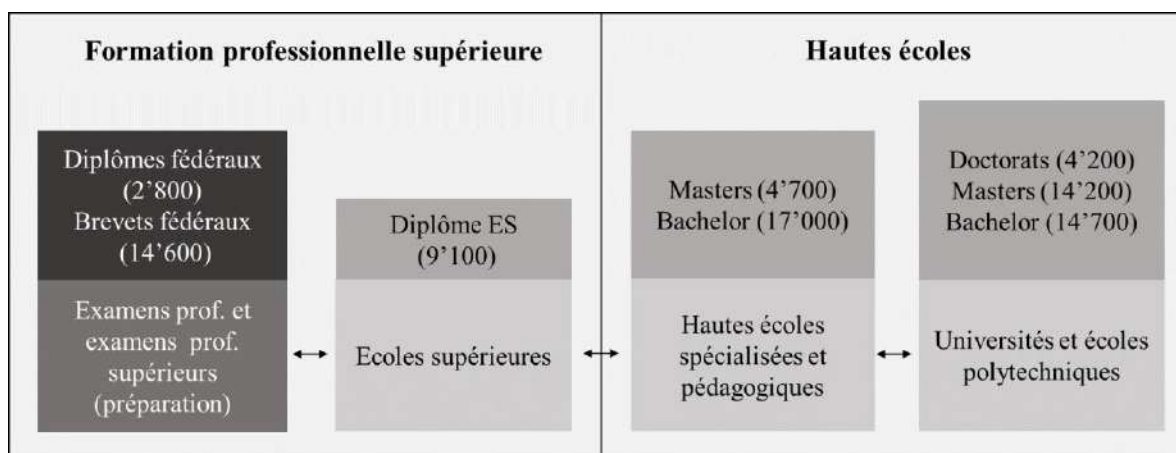 Formation professionnelle supérieure
Hautes écoles
Diplômes fédéraux
(2’800)
Brevets fédéraux
(14’600)
Examens prof. et
examens prof.
supérieurs
(préparation)
Diplôme ES
(9’100)
Ecoles supérieures
Masters (4’700)
Bachelor (17’000)
Hautes écoles
spécialisées et
pédagogiques
Doctorats (4’200)
Masters (14’200)
Bachelor (14’700)
Universités et écoles
polytechniques